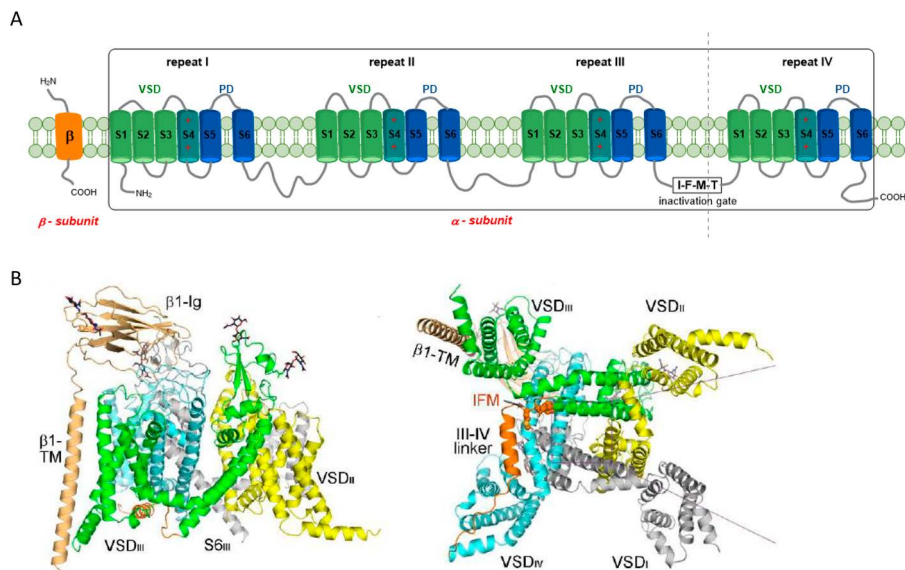 A
repeat I
repeat II
repeat III
repeat IV
H₂N
VSD
PD
VSD
PD
VSD
PD
VSD
PD
β
S1
S2
S3
S4
S5
S6
S1
S2
S3
S4
S5
S6
S1
S2
S3
S4
S5
S6
S1
S2
S3
S4
S5
S6
COOH
NH₂
I-F-M-T
COOH
inactivation gate
β - subunit
α - subunit
B
β1-Ig
β1-
TM
VSDIII
S6III
VSDII
VSDIII
VSDII
β1-TM
IFM
III-IV
linker
VSDIV
VSDI